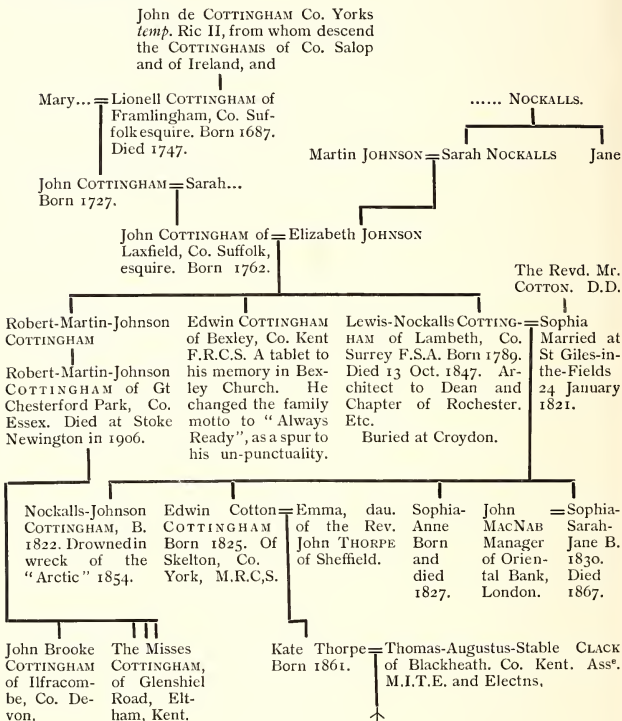 John de COTTINGHAM Co. Yorks
temp. Ric II, from whom descend
the COTTINGHAMS of Co. Salop
and of Ireland, and
Mary... = Lionell COTTINGHAM of
Framlingham, Co. Suf-
folk esquire. Born 1687.
Died 1747.
...... NOCKALLS.
Martin JOHNSON = Sarah NOCKALLS
Jane
John COTTINGHAM = Sarah...
Born 1727.
John COTTINGHAM of = Elizabeth JOHNSON
Laxfield, Co. Suffolk,
esquire. Born 1762.
The Revd. Mr.
COTTON. D.D.
Robert-Martin-Johnson
COTTINGHAM
Robert-Martin-Johnson
COTTINGHAM of Gt
Chesterford Park, Co.
Essex. Died at Stoke
Newington in 1906.
Edwin COTTINGHAM
of Bexley, Co. Kent
F.R.C.S. A tablet to
his memory in Bex-
ley Church. He
changed the family
motto to "Always
Ready", as a spur to
his un-punctuality.
Lewis-Nockalls COTTING-
HAM of Lambeth, Co.
Surrey F.S.A. Born 1789.
Died 13 Oct. 1847. Ar-
chitect to Dean and
Chapter of Rochester.
Etc.
Buried at Croydon.
= Sophia
Married at
St Giles-in-
the-Fields
24 January
1821.
Nockalls-Johnson
COTTINGHAM, B.
1822. Drowned in
wreck of the
"Arctic" 1854.
Edwin Cotton =
COTTINGHAM
Born 1825. Of
Skelton, Co.
York, M.R.C,S.
Emma, dau.
of the Rev.
John THORPE
of Sheffield.
Sophia-
Anne
Born
and
died
1827.
John
MACNAB
Manager
of Orien-
tal Bank,
London.
= Sophia-
Sarah-
Jane B.
1830.
Died
1867.
John Brooke
COTTINGHAM
of Ilfracom-
be, Co. De-
von.
The Misses
COTTINGHAM,
of Glenshiel
Road, Elt-
ham, Kent.
Kate Thorpe =
Born 1861.
Thomas-Augustus-Stable CLACK
of Blackheath. Co. Kent. Assᵉ.
M.I.T.E. and Electns,